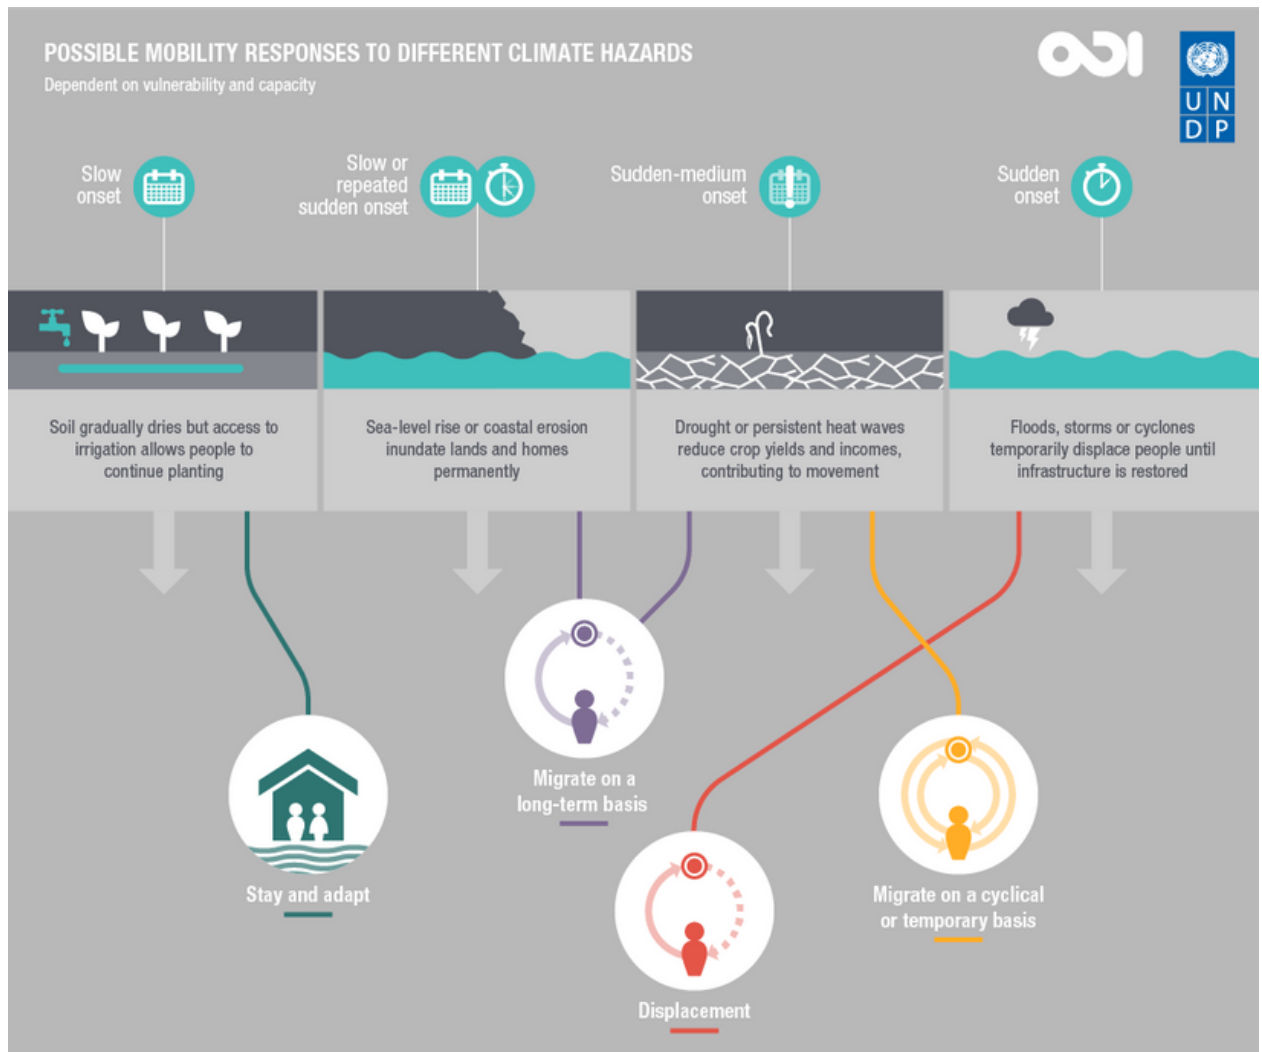 POSSIBLE MOBILITY RESPONSES TO DIFFERENT CLIMATE HAZARDS
Dependent on vulnerability and capacity
ODI
UN
DP
Slow
onset
Slow or
repeated
sudden onset
Sudden-medium
onset
Sudden
onset
Soil gradually dries but access to
irrigation allows people to
continue planting
Sea-level rise or coastal erosion
inundate lands and homes
permanently
Drought or persistent heat waves
reduce crop yields and incomes,
contributing to movement
Floods, storms or cyclones
temporarily displace people until
infrastructure is restored
Migrate on a
long-term basis
Stay and adapt
Migrate on a cyclical
or temporary basis
Displacement